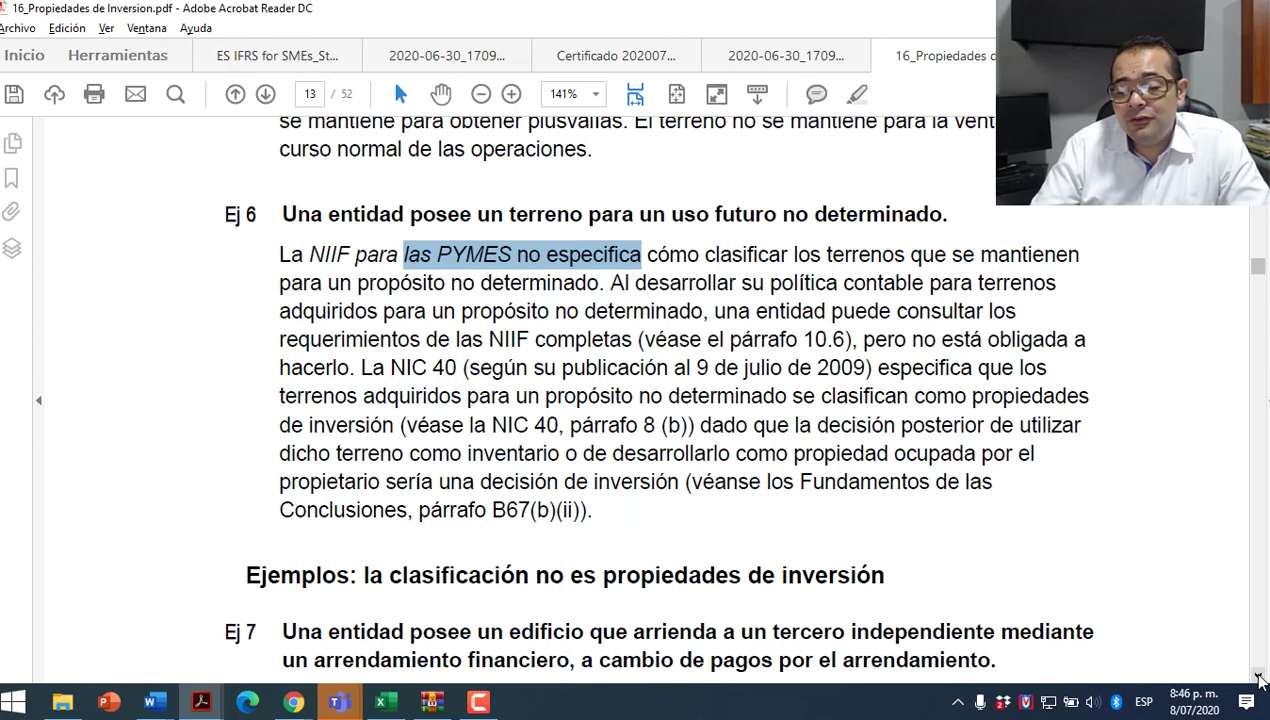 16_Propiedades de Inversion.pdf - Adobe Acrobat Reader DC
Archivo Edición Ver Ventana Ayuda
Inicio Herramientas ES IFRS for SMEs_St... 2020-06-30_1709... Certificado 202007... 2020-06-30_1709... 16_Propiedades d
13 / 52 141%
se mantiene para obtener plusvalías. El terreno no se mantiene para la vent
curso normal de las operaciones.
Ej 6 Una entidad posee un terreno para un uso futuro no determinado.
La NIIF para las PYMES no especifica cómo clasificar los terrenos que se mantienen
para un propósito no determinado. Al desarrollar su política contable para terrenos
adquiridos para un propósito no determinado, una entidad puede consultar los
requerimientos de las NIIF completas (véase el párrafo 10.6), pero no está obligada a
hacerlo. La NIC 40 (según su publicación al 9 de julio de 2009) especifica que los
terrenos adquiridos para un propósito no determinado se clasifican como propiedades
de inversión (véase la NIC 40, párrafo 8 (b)) dado que la decisión posterior de utilizar
dicho terreno como inventario o de desarrollarlo como propiedad ocupada por el
propietario sería una decisión de inversión (véanse los Fundamentos de las
Conclusiones, párrafo B67(b)(ii)).
Ejemplos: la clasificación no es propiedades de inversión
Ej 7 Una entidad posee un edificio que arrienda a un tercero independiente mediante
un arrendamiento financiero, a cambio de pagos por el arrendamiento.
ESP
8:46 p. m.
8/07/2020